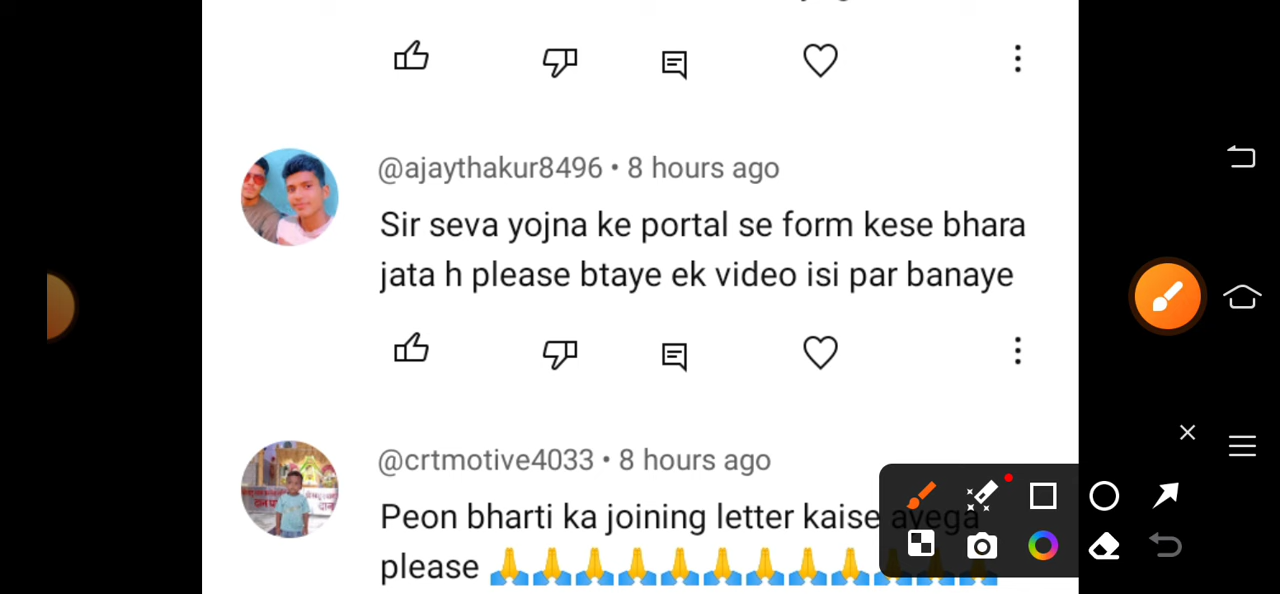 @ajaythakur8496 • 8 hours ago
Sir seva yojna ke portal se form kese bhara
jata h please btaye ek video isi par banaye
@crtmotive4033 • 8 hours ago
Peon bharti ka joining letter kaise avega
please 🙏🙏🙏🙏🙏🙏🙏🙏🙏🙏🙏🙏